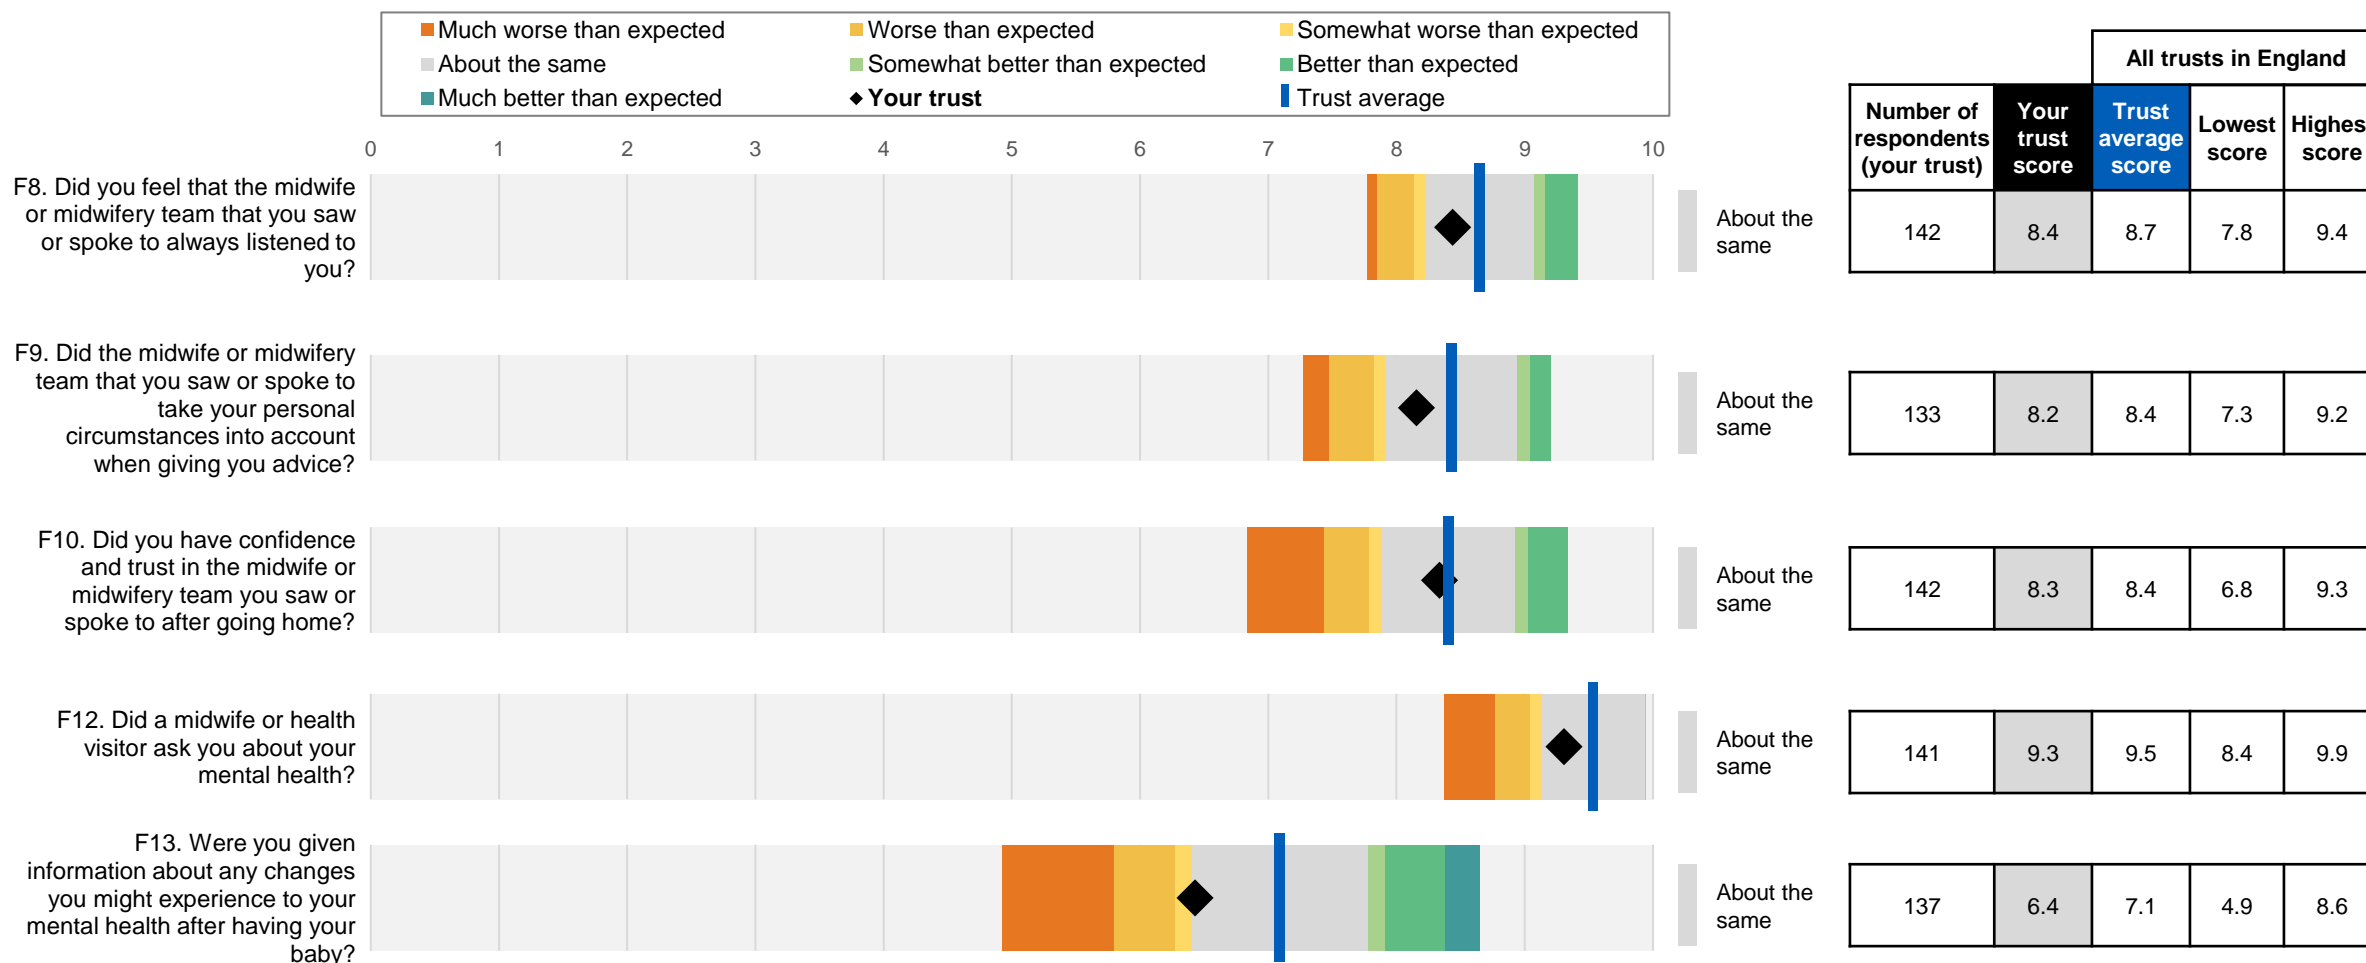 Much worse than expected
Worse than expected
Somewhat worse than expected
About the same
Somewhat better than expected
Better than expected
Much better than expected
Your trust
Trust average
All trusts in England
Number of
respondents
(your trust)
Your
trust
score
Trust
average
score
Lowest
score
Highes
score
0 1 2 3 4 5 6 7 8 9 10
F8. Did you feel that the midwife
or midwifery team that you saw
or spoke to always listened to
you?
About the
same
142 8.4 8.7 7.8 9.4
F9. Did the midwife or midwifery
team that you saw or spoke to
take your personal
circumstances into account
when giving you advice?
About the
same
133 8.2 8.4 7.3 9.2
F10. Did you have confidence
and trust in the midwife or
midwifery team you saw or
spoke to after going home?
About the
same
142 8.3 8.4 6.8 9.3
F12. Did a midwife or health
visitor ask you about your
mental health?
About the
same
141 9.3 9.5 8.4 9.9
F13. Were you given
information about any changes
you might experience to your
mental health after having your
baby?
About the
same
137 6.4 7.1 4.9 8.6